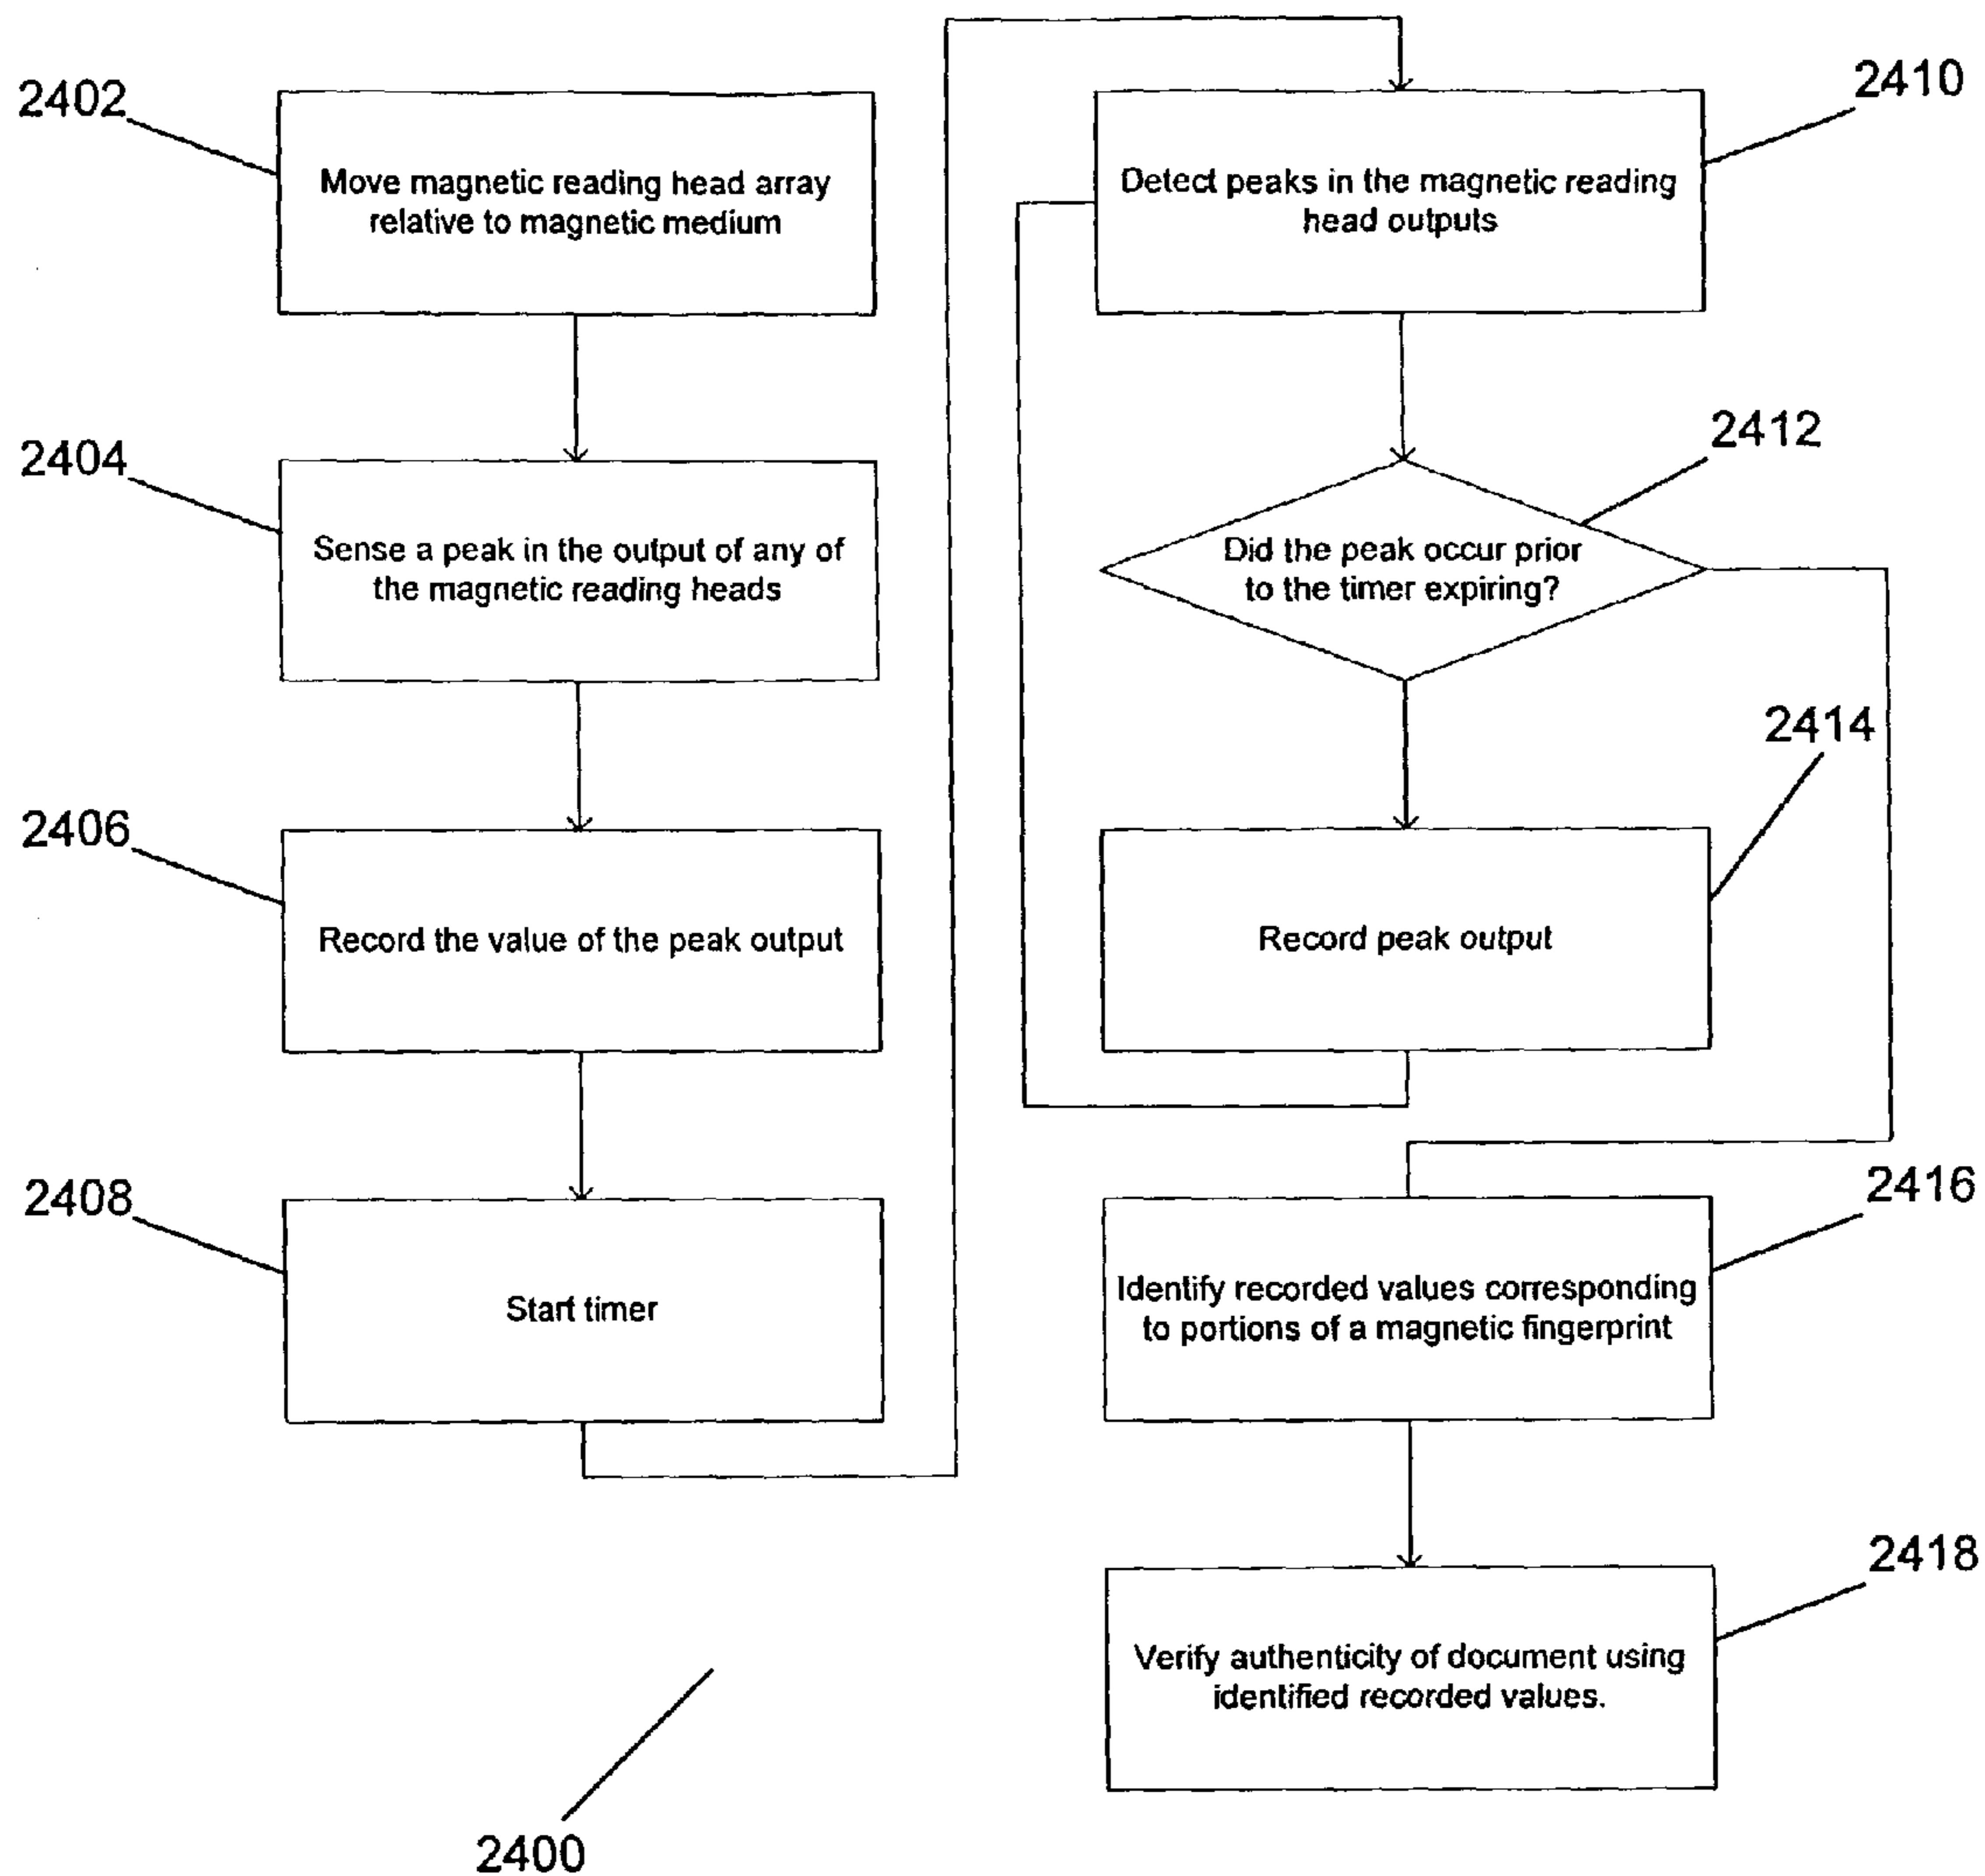 2402
Move magnetic reading head array
relative to magnetic medium
2404
Sense a peak in the output of any of
the magnetic reading heads
2406
Record the value of the peak output
2408
Start timer
2410
Detect peaks in the magnetic reading
head outputs
2412
Did the peak occur prior
to the timer expiring?
2414
Record peak output
2416
Identify recorded values corresponding
to portions of a magnetic fingerprint
2418
Verify authenticity of document using
identified recorded values.
2400